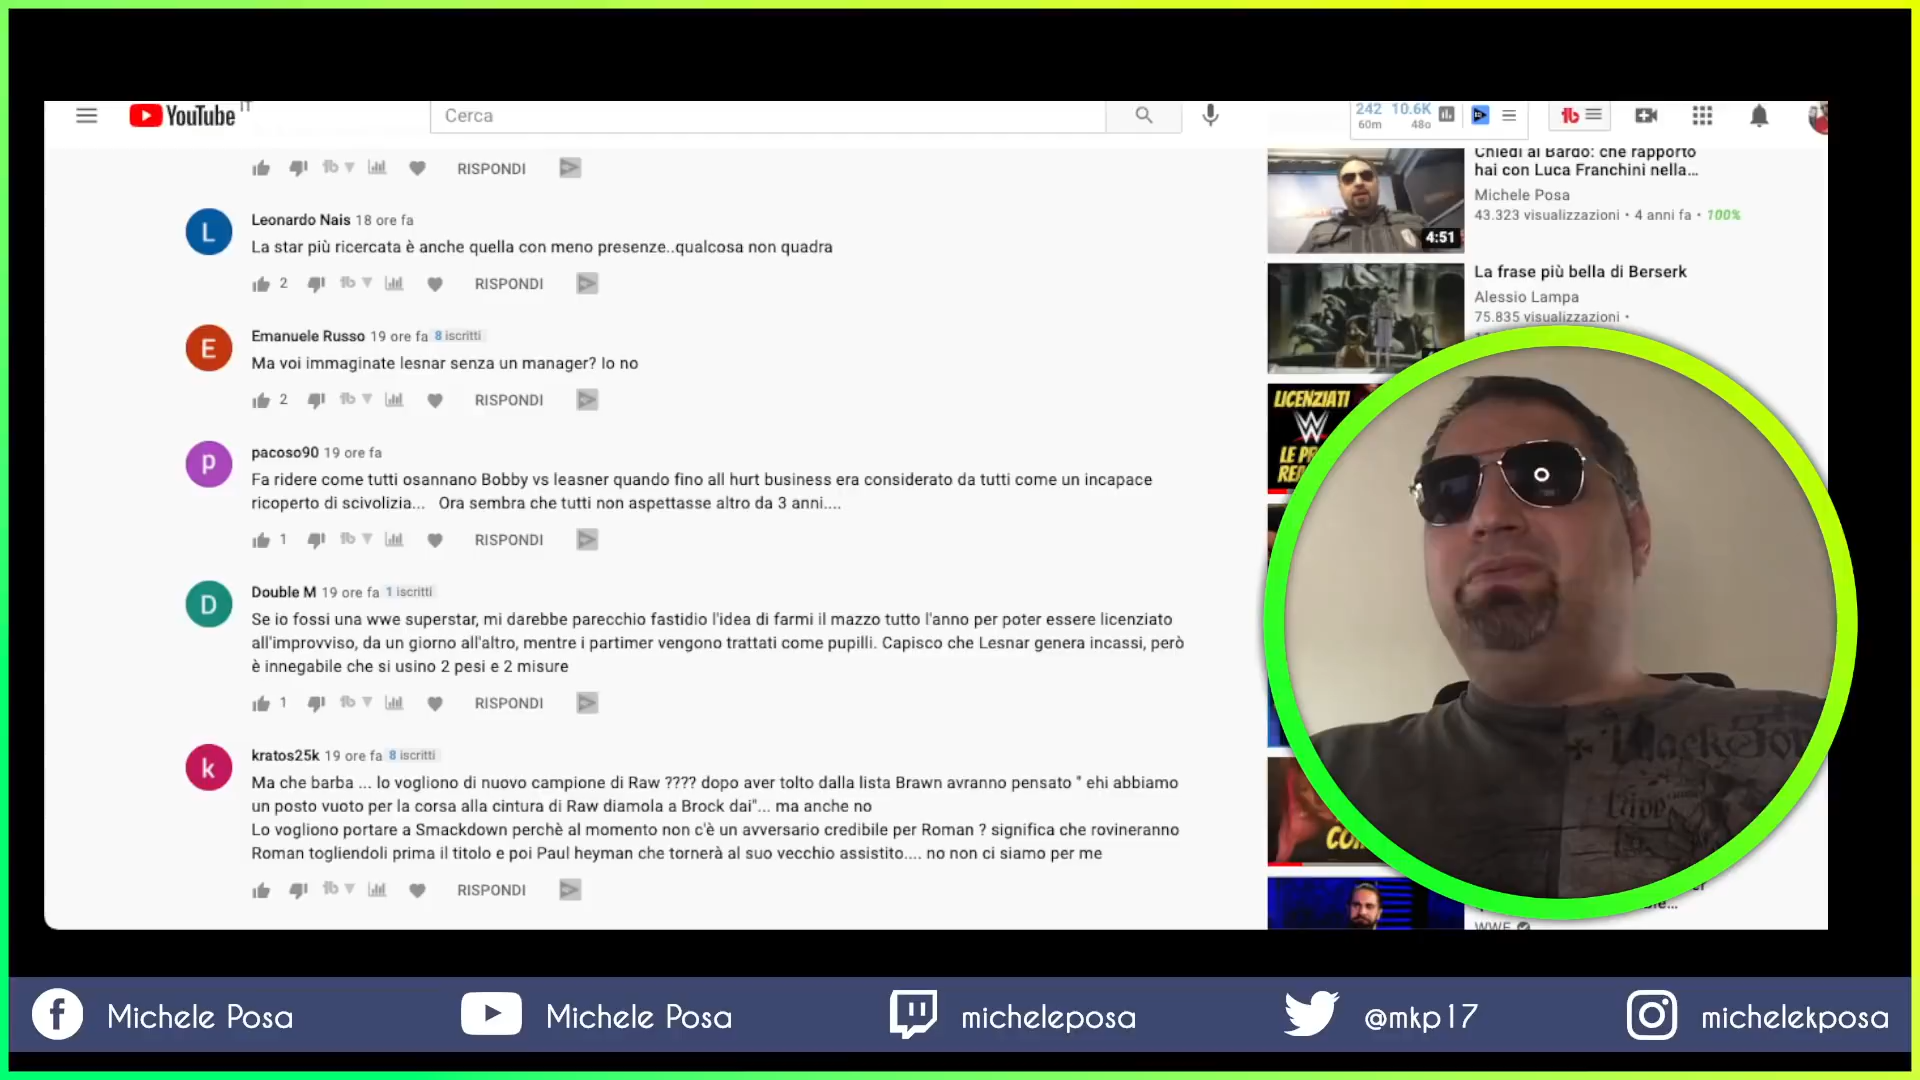 YouTube IT
Cerca
242 10.6K
60m 48o
RISPONDI
Leonardo Nais 18 ore fa
La star più ricercata è anche quella con meno presenze..qualcosa non quadra
2 RISPONDI
Emanuele Russo 19 ore fa 8 iscritti
Ma voi immaginate lesnar senza un manager? Io no
2 RISPONDI
pacoso90 19 ore fa
Fa ridere come tutti osannano Bobby vs leasner quando fino all hurt business era considerato da tutti come un incapace
ricoperto di scivolizia... Ora sembra che tutti non aspettasse altro da 3 anni....
1 RISPONDI
Double M 19 ore fa 1 iscritti
Se io fossi una wwe superstar, mi darebbe parecchio fastidio l'idea di farmi il mazzo tutto l'anno per poter essere licenziato
all'improvviso, da un giorno all'altro, mentre i partimer vengono trattati come pupilli. Capisco che Lesnar genera incassi, però
è innegabile che si usino 2 pesi e 2 misure
1 RISPONDI
kratos25k 19 ore fa 8 iscritti
Ma che barba ... lo vogliono di nuovo campione di Raw ???? dopo aver tolto dalla lista Brawn avranno pensato " ehi abbiamo
un posto vuoto per la corsa alla cintura di Raw diamola a Brock dai"... ma anche no
Lo vogliono portare a Smackdown perchè al momento non c'è un avversario credibile per Roman ? significa che rovineranno
Roman togliendoli prima il titolo e poi Paul heyman che tornerà al suo vecchio assistito.... no non ci siamo per me
RISPONDI
Chiedi al Bardo: che rapporto
hai con Luca Franchini nella...
Michele Posa
43.323 visualizzazioni • 4 anni fa • 100%
4:51
La frase più bella di Berserk
Alessio Lampa
75.835 visualizzazioni •
LICENZIATI
W
LE
WWE
Michele Posa
Michele Posa
micheleposa
@mkp17
michelekposa